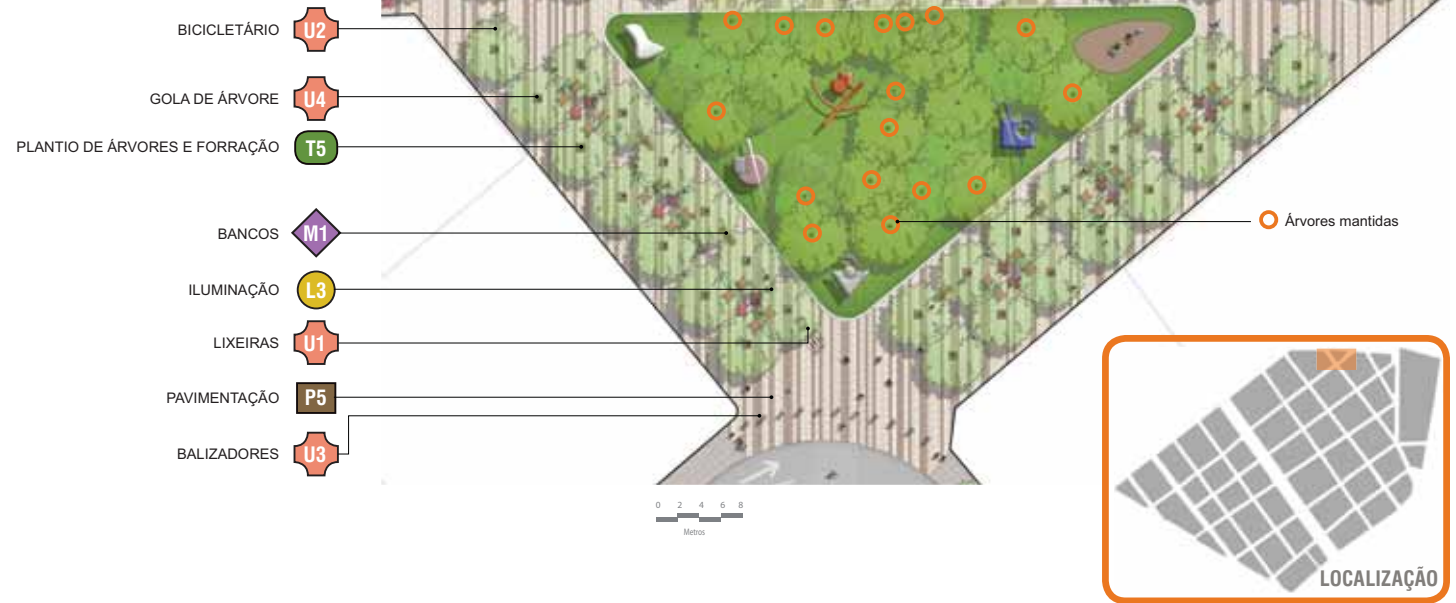 BICICLETÁRIO U2
GOLA DE ÁRVORE U4
PLANTIO DE ÁRVORES E FORRAÇÃO T5
BANCOS M1
ILUMINAÇÃO L3
LIXEIRAS U1
PAVIMENTAÇÃO P5
BALIZADORES U3
Árvores mantidas
0 2 4 6 8
Metros
LOCALIZAÇÃO